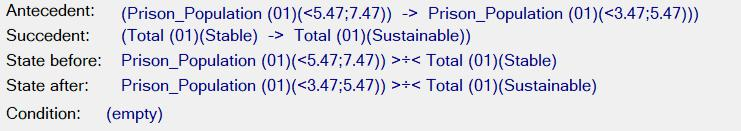 Antecedent: (Prison_Population (01)(<5.47;7.47)) -> Prison_Population (01)(<3.47;5.47)))
Succedent: (Total (01)(Stable) -> Total (01)(Sustainable))
State before: Prison_Population (01)(<5.47;7.47)) >÷< Total (01)(Stable)
State after: Prison_Population (01)(<3.47;5.47)) >÷< Total (01)(Sustainable)
Condition: (empty)